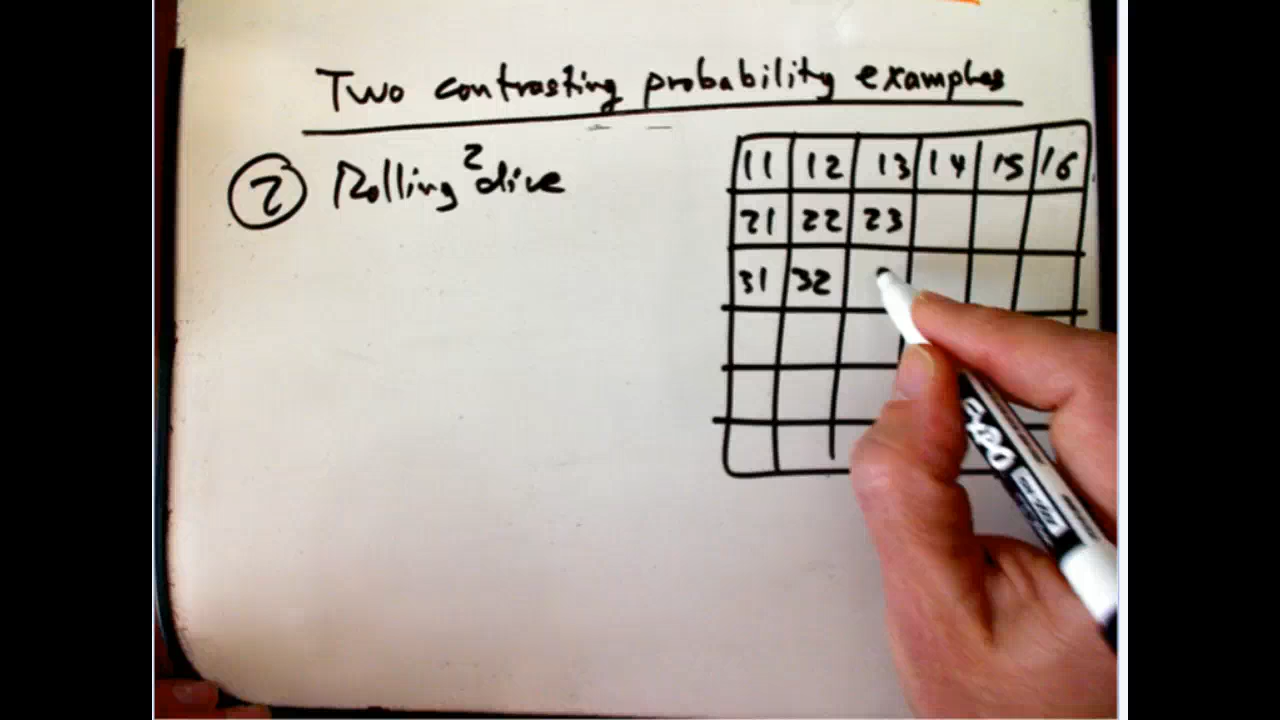 Two contrasting probability examples
2 Rolling 2 dice
11 12 13 14 15 16
21 22 23
31 32
EXPO